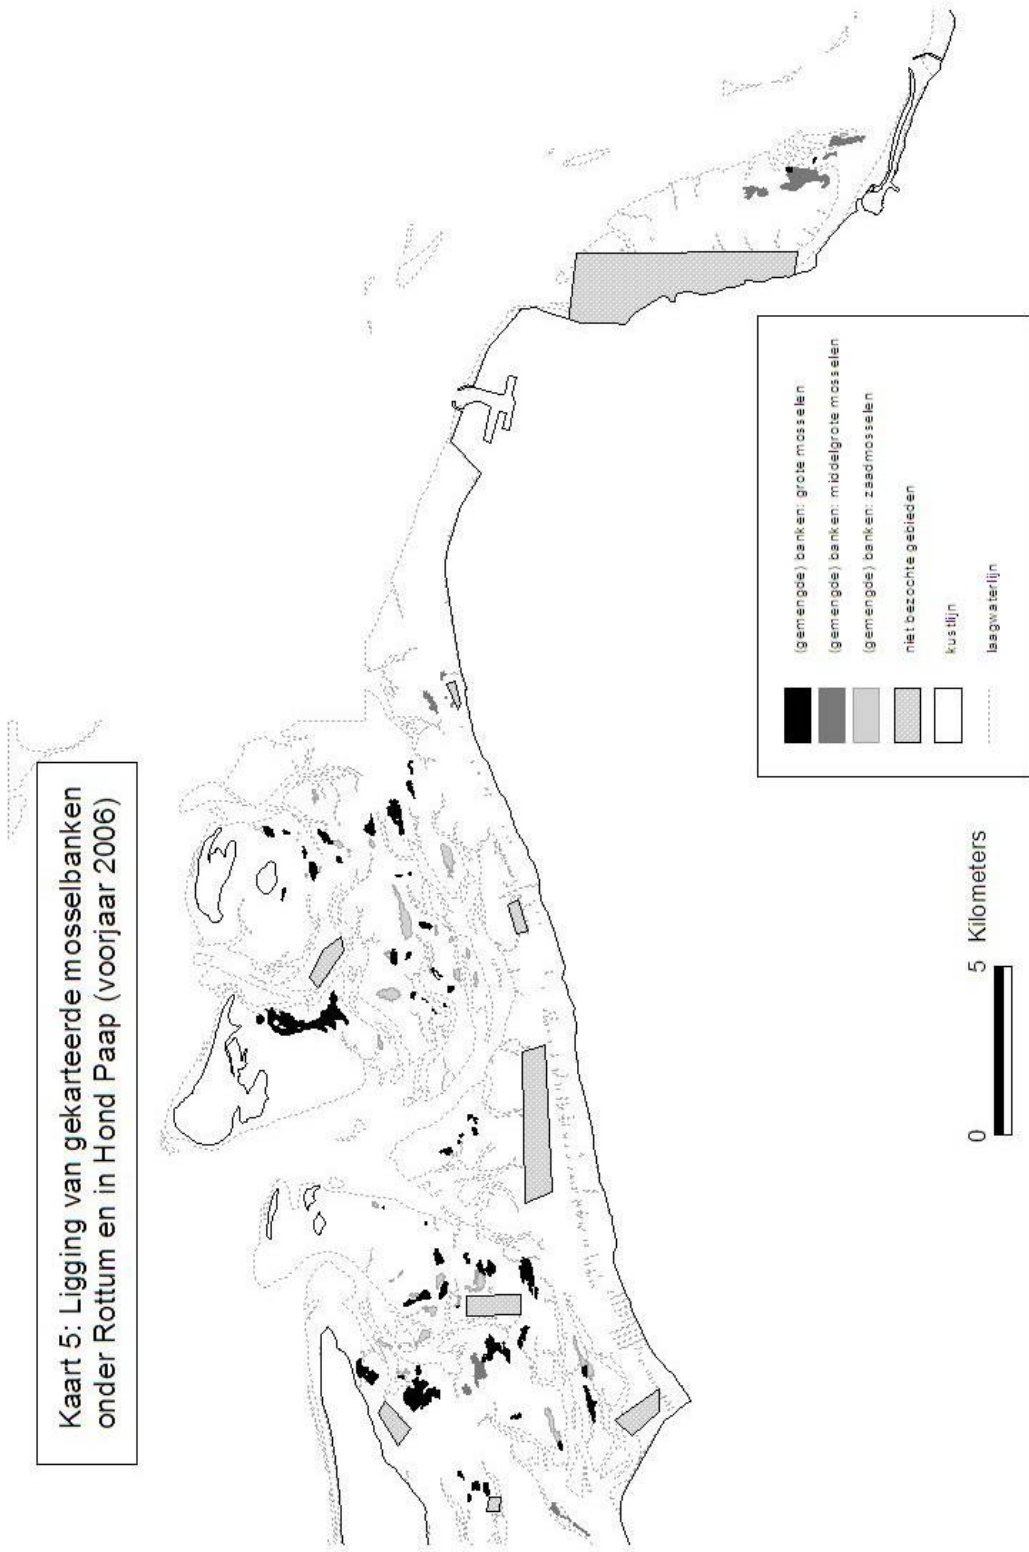 Kaart 5: Ligging van gekarteerde mosselbanken
onder Rottum en in Hond Paap (voorjaar 2006)
(gemengde) banken: grote mosselen
(gemengde) banken: middelgrote mosselen
(gemengde) banken: zaadmosselen
niet bezochte gebieden
kustlijn
laagwaterlijn
0 5 Kilometers